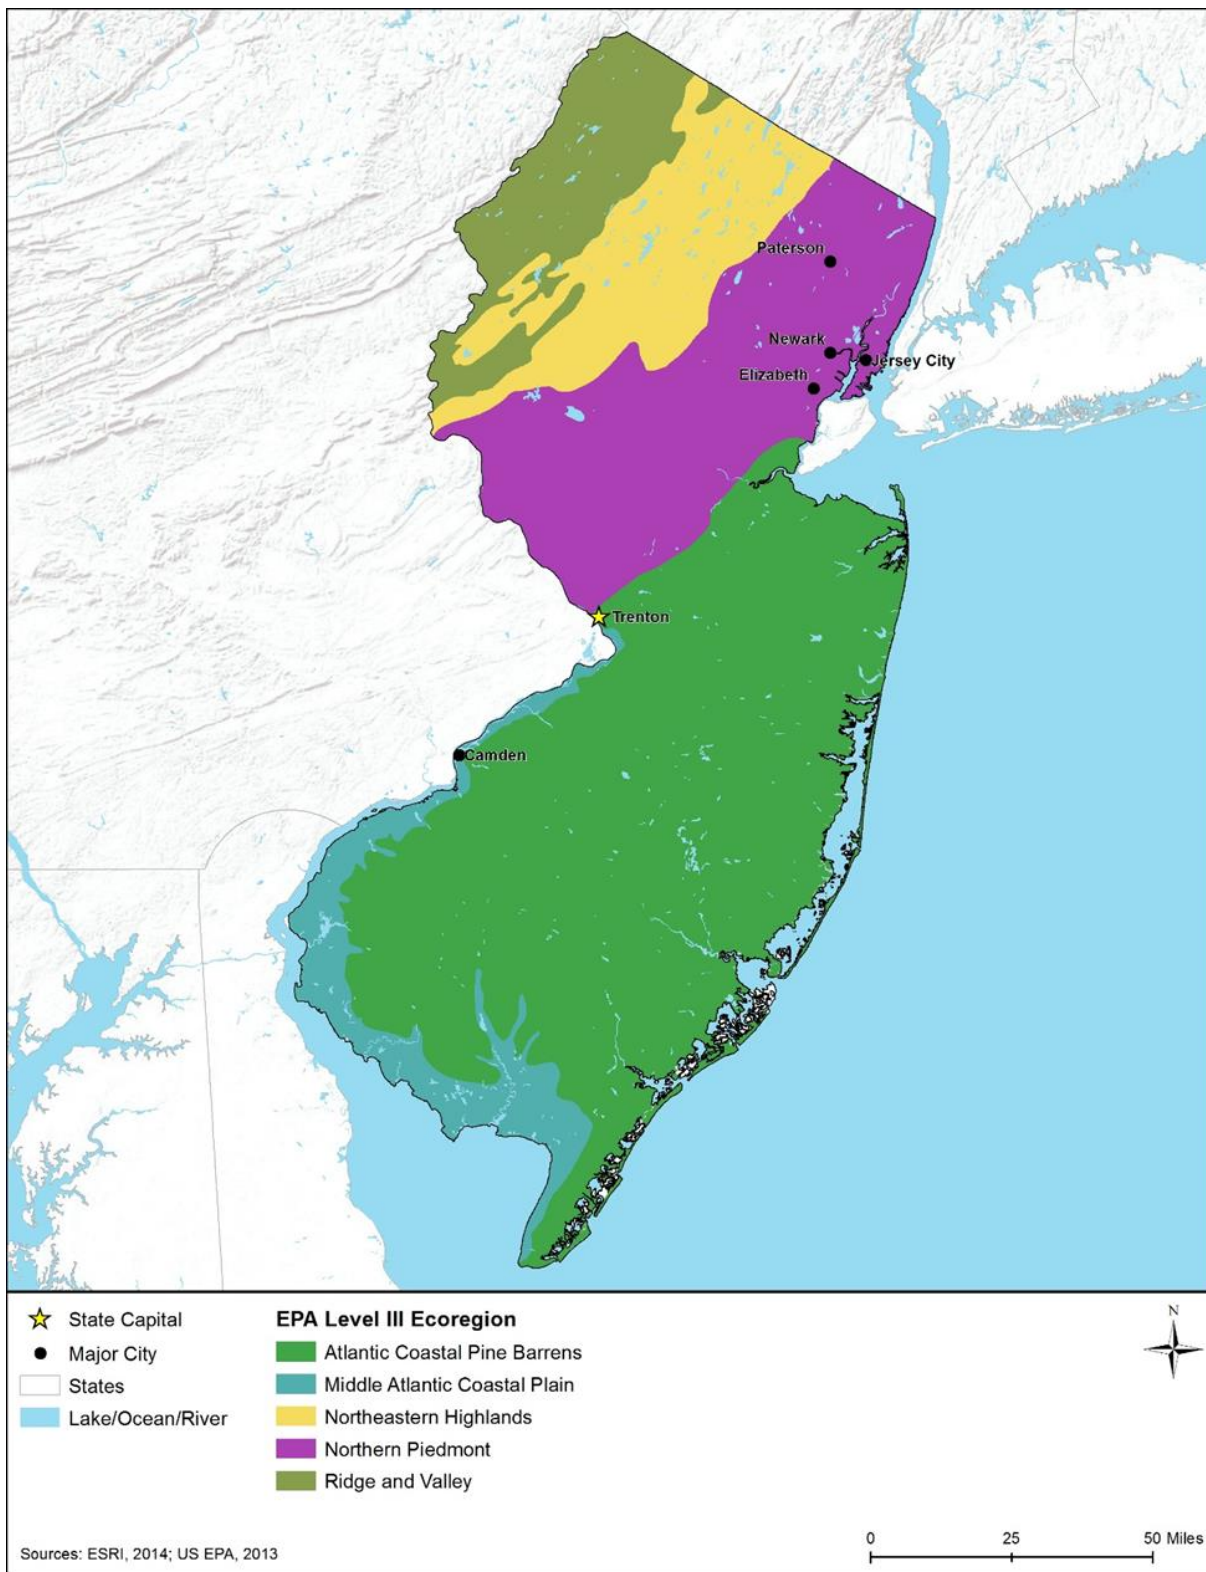 Paterson
Newark
Jersey City
Elizabeth
Trenton
Camden
State Capital
Major City
States
Lake/Ocean/River
EPA Level III Ecoregion
Atlantic Coastal Pine Barrens
Middle Atlantic Coastal Plain
Northeastern Highlands
Northern Piedmont
Ridge and Valley
N
0 25 50 Miles
Sources: ESRI, 2014; US EPA, 2013